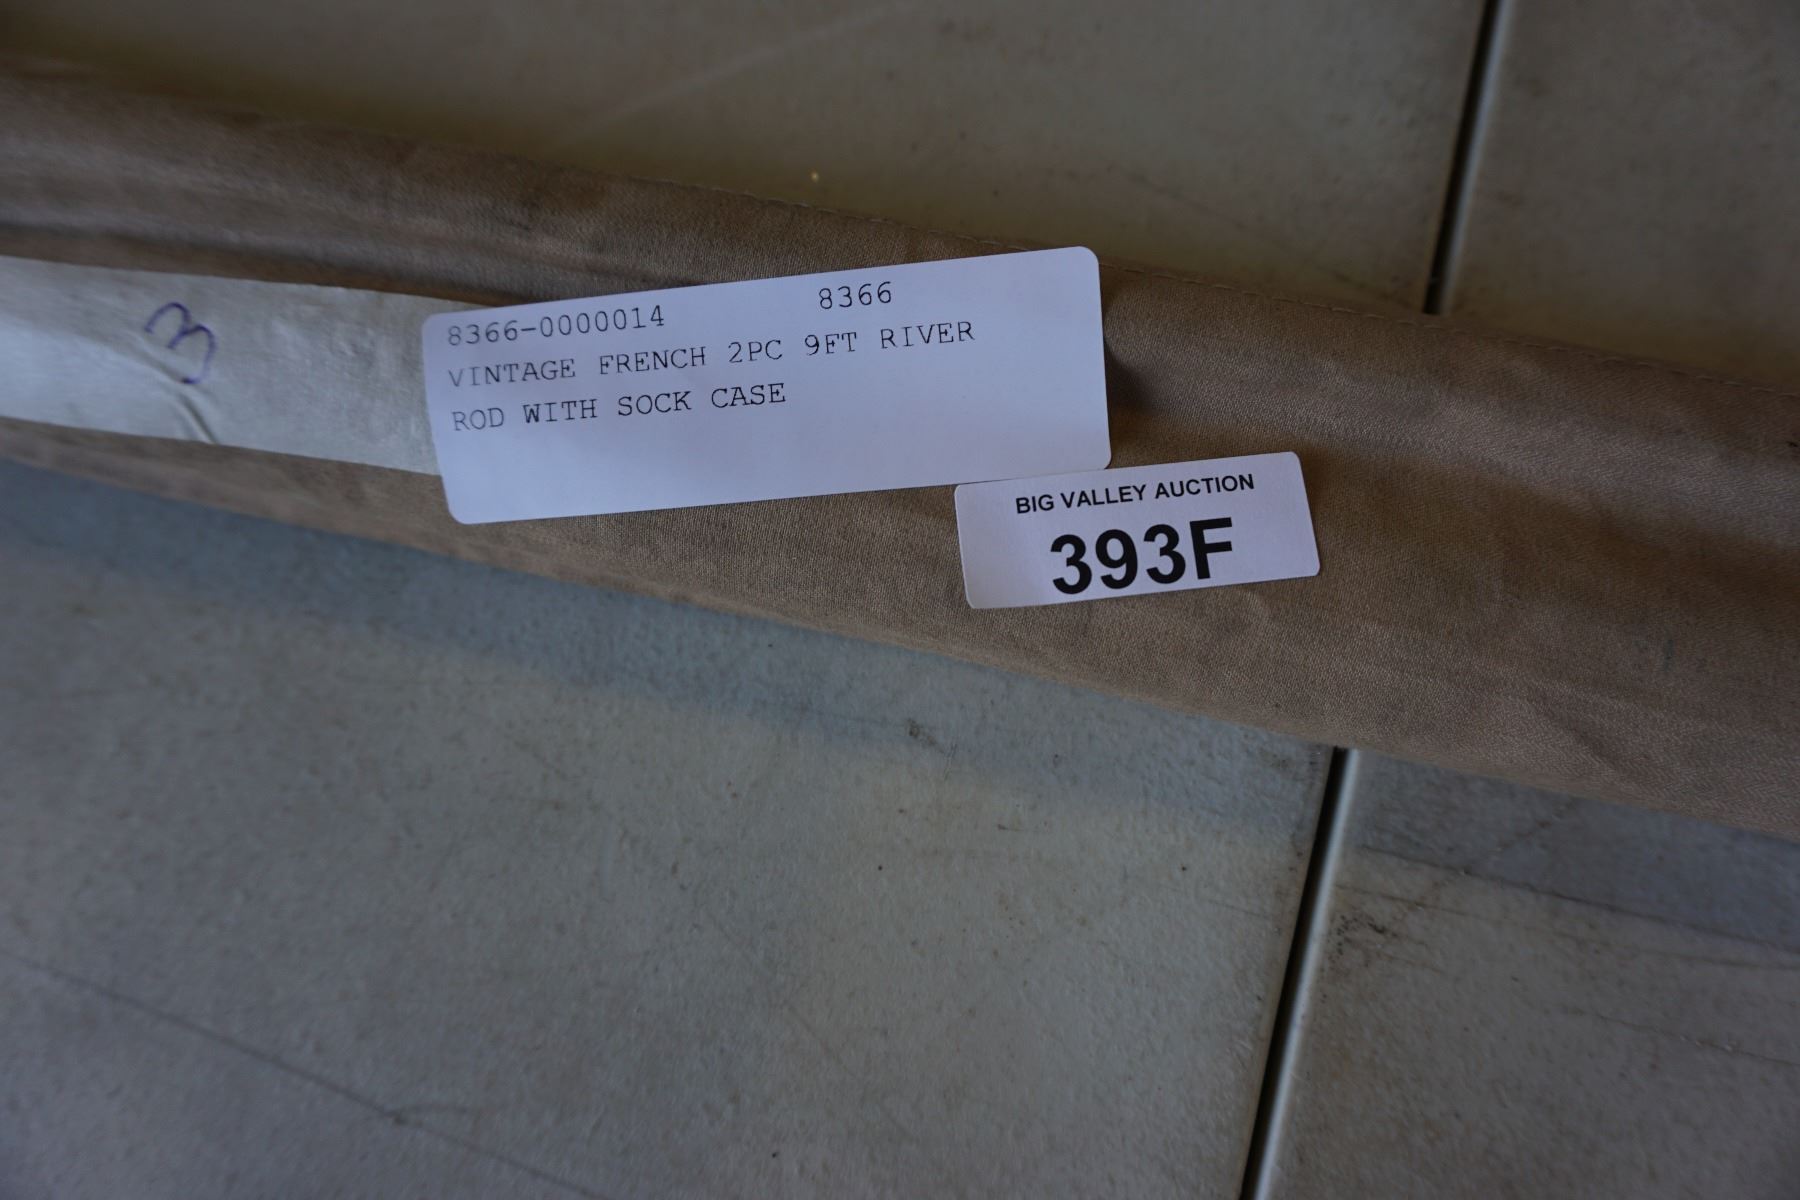 3
8366-0000014 8366
VINTAGE FRENCH 2PC 9FT RIVER
ROD WITH SOCK CASE
BIG VALLEY AUCTION
393F